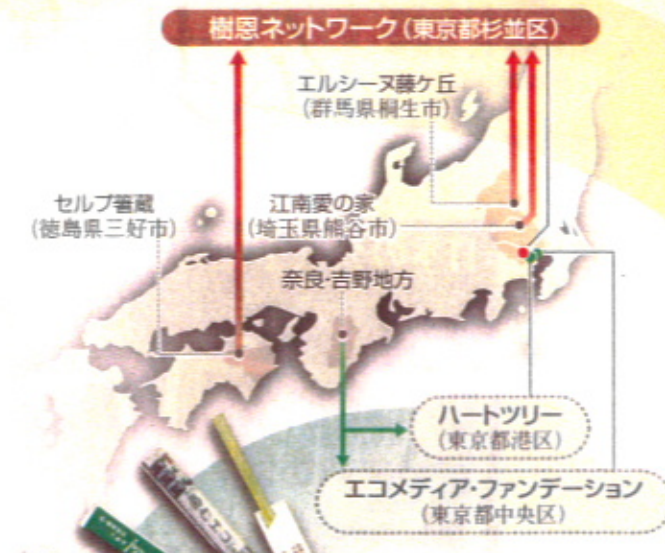 樹恩ネットワーク(東京都杉並区)
エルシーヌ藤ケ丘
(群馬県桐生市)
セルプ箸蔵
(徳島県三好市)
江南愛の家
(埼玉県熊谷市)
奈良・吉野地方
ハートツリー
(東京都港区)
エコメディア・ファンデーション
(東京都中央区)